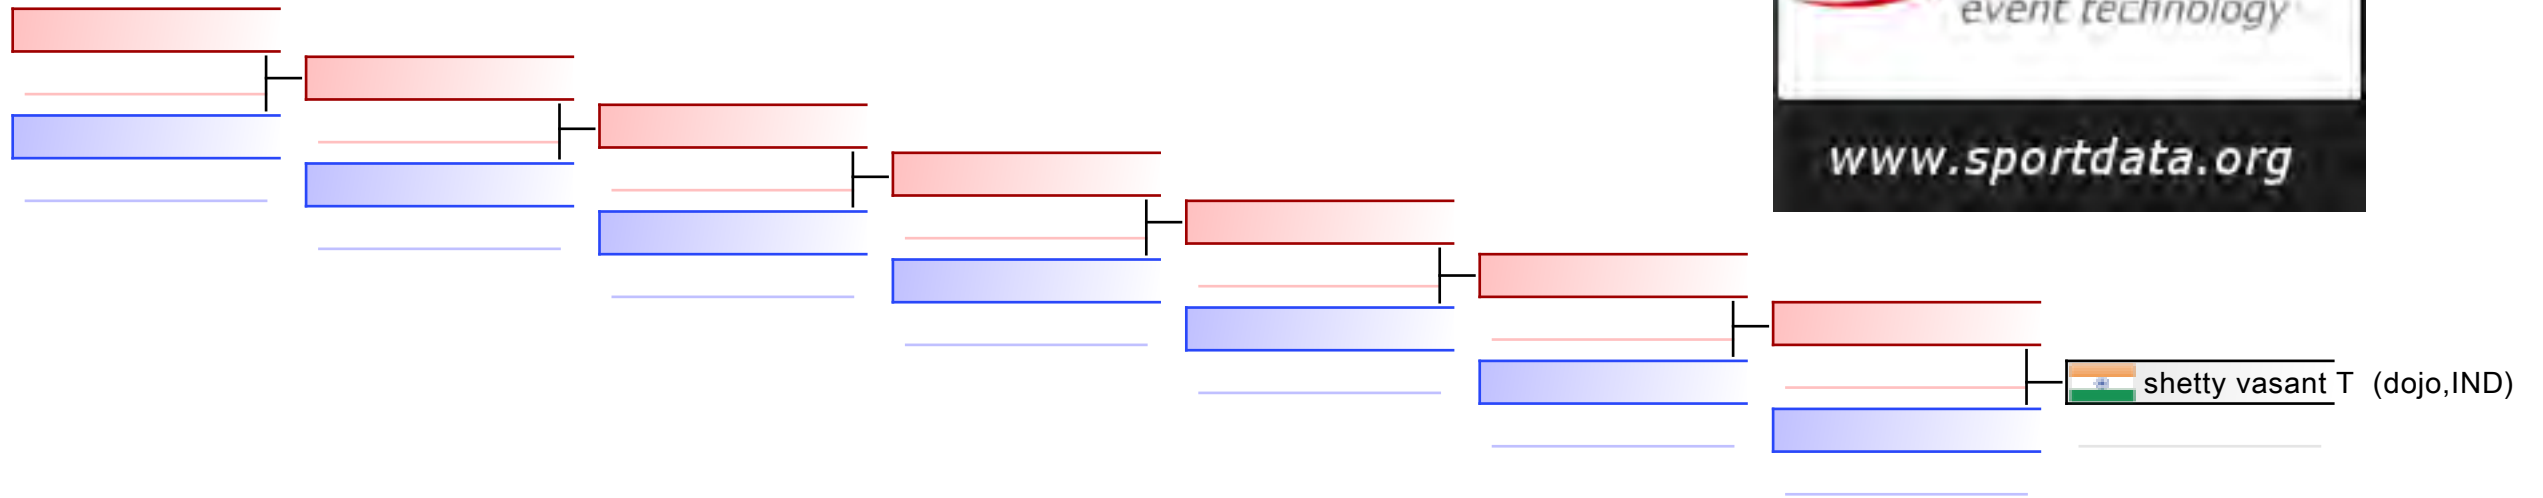 event technology
www.sportdata.org
shetty vasant T (dojo,IND)